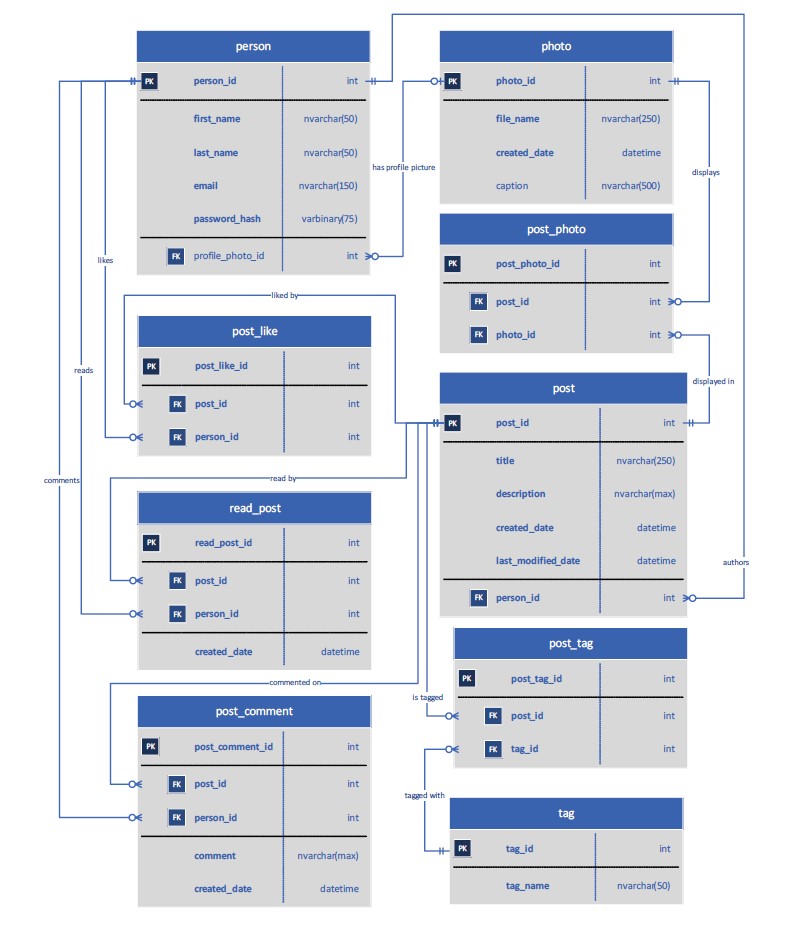 person
PK person_id int
first_name nvarchar(50)
last_name nvarchar(50)
email nvarchar(150)
password_hash varbinary(75)
FK profile_photo_id int
has profile picture
photo
PK photo_id int
file_name nvarchar(250)
created_date datetime
caption nvarchar(500)
displays
post_photo
PK post_photo_id int
FK post_id int
FK photo_id int
displayed in
likes
liked by
post_like
PK post_like_id int
FK post_id int
FK person_id int
reads
post
PK post_id int
title nvarchar(250)
description nvarchar(max)
created_date datetime
last_modified_date datetime
FK person_id int
authors
comments
read by
read_post
PK read_post_id int
FK post_id int
FK person_id int
created_date datetime
post_tag
PK post_tag_id int
FK post_id int
FK tag_id int
is tagged
commented on
post_comment
PK post_comment_id int
FK post_id int
FK person_id int
comment nvarchar(max)
created_date datetime
tagged with
tag
PK tag_id int
tag_name nvarchar(50)